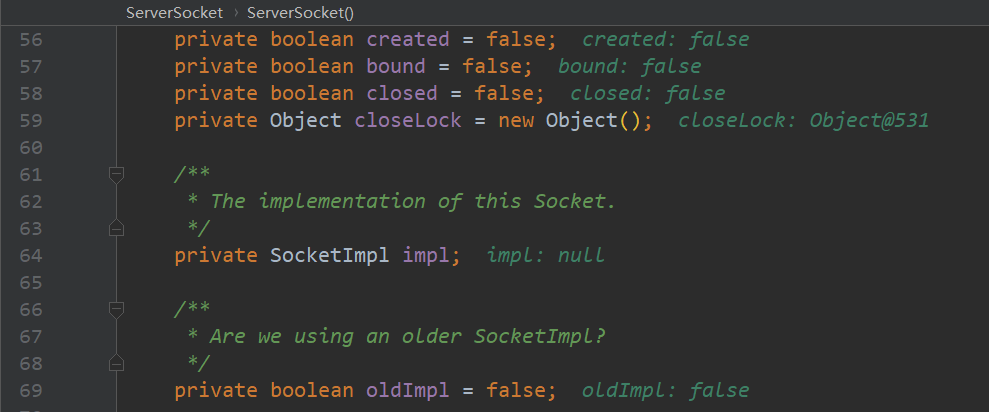 ServerSocket › ServerSocket()
56 private boolean created = false; created: false
57 private boolean bound = false; bound: false
58 private boolean closed = false; closed: false
59 private Object closeLock = new Object(); closeLock: Object@531
60
61 /**
62 * The implementation of this Socket.
63 */
64 private SocketImpl impl; impl: null
65
66 /**
67 * Are we using an older SocketImpl?
68 */
69 private boolean oldImpl = false; oldImpl: false